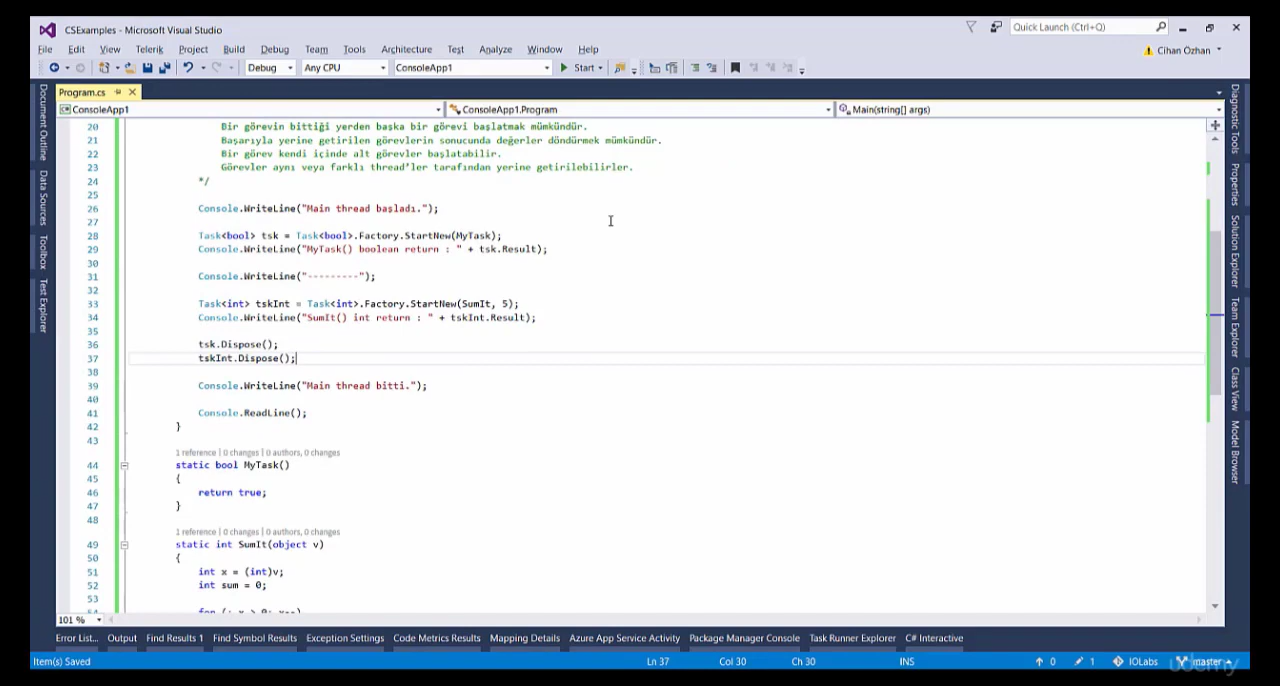 CSExamples - Microsoft Visual Studio
Quick Launch (Ctrl+Q)
File Edit View Telerik Project Build Debug Team Tools Architecture Test Analyze Window Help
Cihan Özhan
Debug Any CPU ConsoleApp1 Start
Program.cs
ConsoleApp1 ConsoleApp1.Program Main(string[] args)
Document Outline
Data Sources
Toolbox
Test Explorer
20 Bir görevin bittiği yerden başka bir görevi başlatmak mümkündür.
21 Başarıyla yerine getirilen görevlerin sonucunda değerler döndürmek mümkündür.
22 Bir görev kendi içinde alt görevler başlatabilir.
23 Görevler aynı veya farklı thread'ler tarafından yerine getirilebilirler.
24 */
25
26 Console.WriteLine("Main thread başladı.");
27
28 Task<bool> tsk = Task<bool>.Factory.StartNew(MyTask);
29 Console.WriteLine("MyTask() boolean return : " + tsk.Result);
30
31 Console.WriteLine("---------");
32
33 Task<int> tskInt = Task<int>.Factory.StartNew(SumIt, 5);
34 Console.WriteLine("SumIt() int return : " + tskInt.Result);
35
36 tsk.Dispose();
37 tskInt.Dispose();
38
39 Console.WriteLine("Main thread bitti.");
40
41 Console.ReadLine();
42 }
43
1 reference | 0 changes | 0 authors, 0 changes
44 static bool MyTask()
45 {
46 return true;
47 }
48
1 reference | 0 changes | 0 authors, 0 changes
49 static int SumIt(object v)
50 {
51 int x = (int)v;
52 int sum = 0;
53
Diagnostic Tools
Properties
Solution Explorer
Team Explorer
Class View
Model Browser
101 %
Error List... Output Find Results 1 Find Symbol Results Exception Settings Code Metrics Results Mapping Details Azure App Service Activity Package Manager Console Task Runner Explorer C# Interactive
Item(s) Saved Ln 37 Col 30 Ch 30 INS 0 1 IOLabs master
udemy